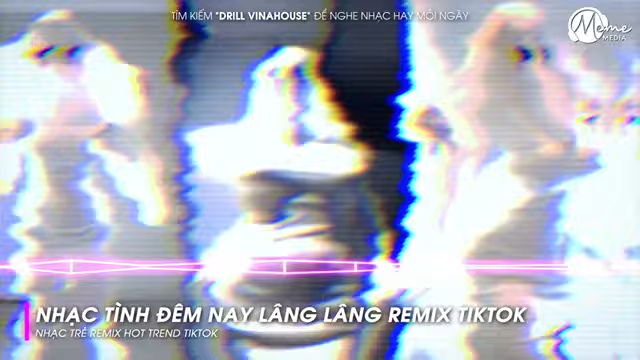 TÌM KIẾM "DRILL VINAHOUSE" ĐỂ NGHE NHẠC HAY MỖI NGÀY
Meme
MEDIA
NHẠC TÌNH ĐÊM NAY LÂNG LÂNG REMIX TIKTOK
NHẠC TRẺ REMIX HOT TREND TIKTOK